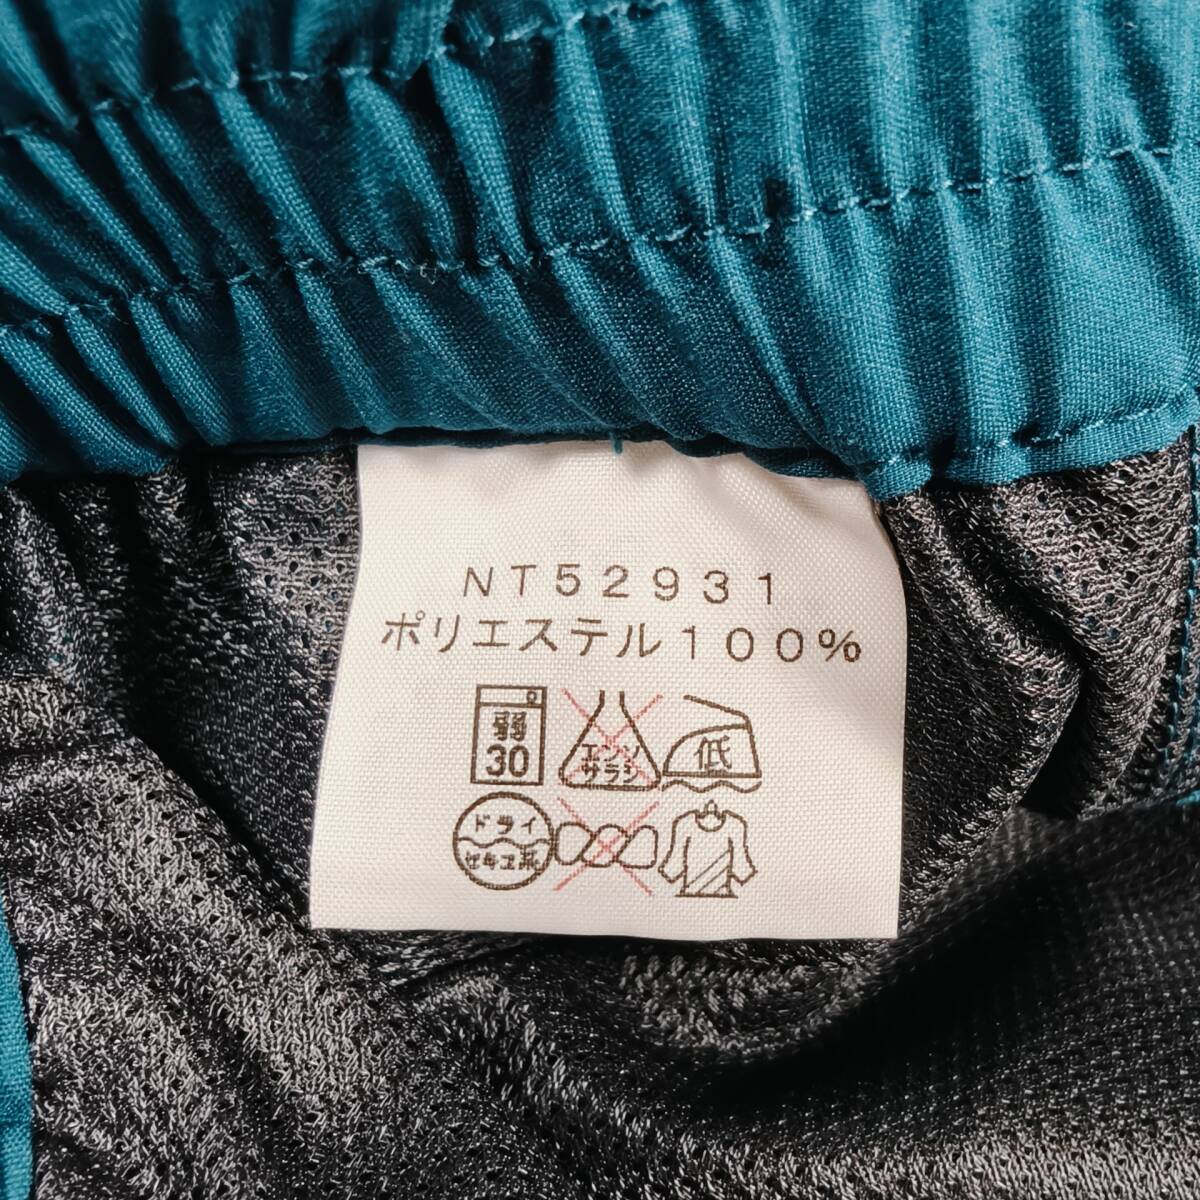 NT52931
ポリエステル100%
弱
30
エンソ
サラシ
低
ドライ
セキユ系